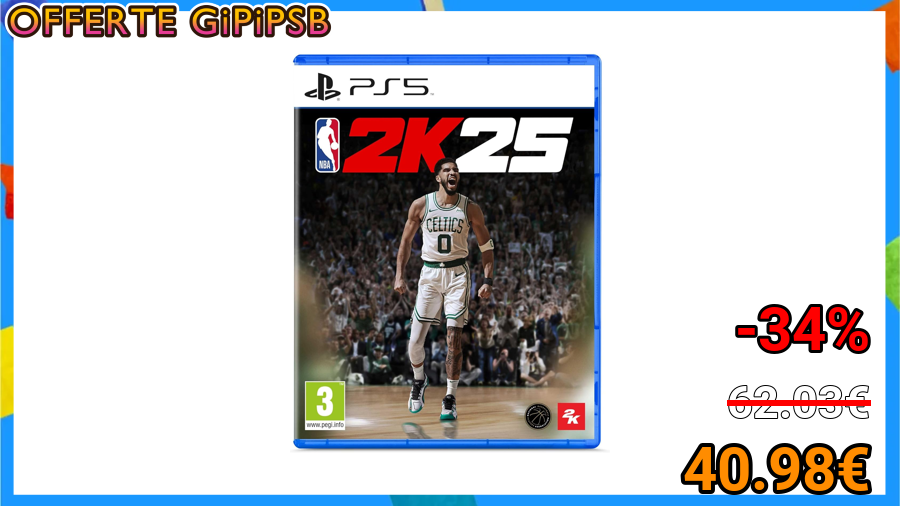 OFFERTE GiPiPSB
PS5
NBA
2K25
CELTICS
0
3
www.pegi.info
2K
-34%
62.03€
40.98€